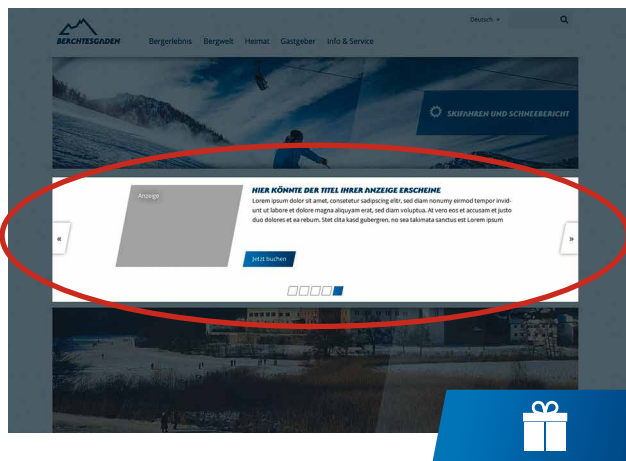 Deutsch
BERCHTESGADEN
Bergerlebnis Bergwelt Heimat Gastgeber Info & Service
SKIFAHREN UND SCHNEEBERICHT
Anzeige
HIER KÖNNTE DER TITEL IHRER ANZEIGE ERSCHEINE
Lorem ipsum dolor sit amet, consetetur sadipscing elitr, sed diam nonumy eirmod tempor invid-
unt ut labore et dolore magna aliquyam erat, sed diam voluptua. At vero eos et accusam et justo
duo dolores et ea rebum. Stet clita kasd gubergren, no sea takimata sanctus est Lorem ipsum
«
»
Jetzt buchen